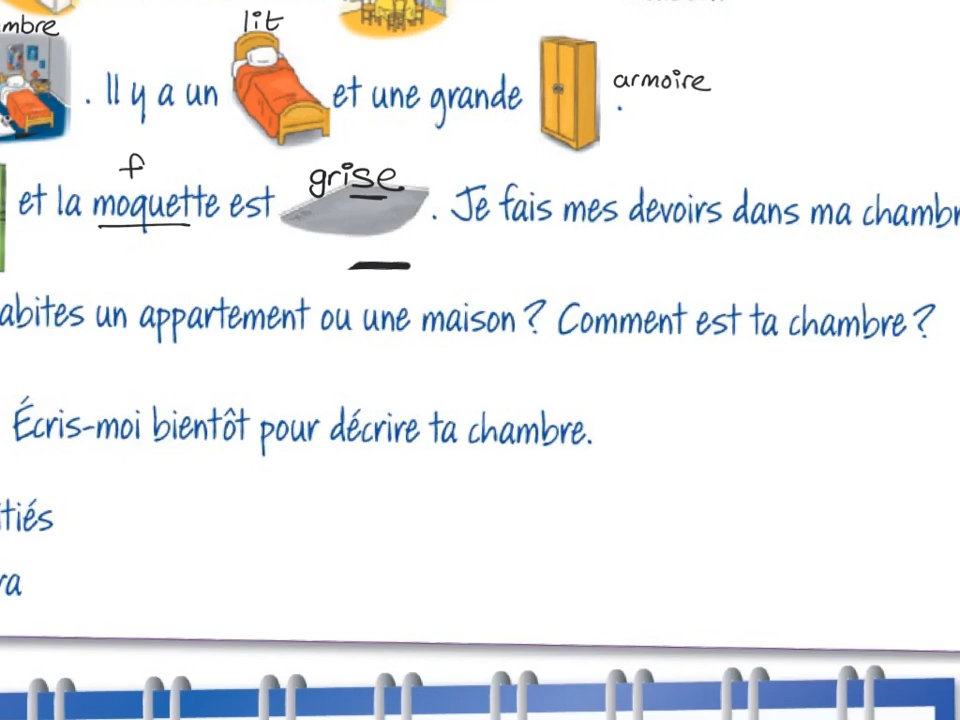 mbre lit
. Il y a un et une grande armoire .
f grise
et la moquette est . Je fais mes devoirs dans ma chambr
abites un appartement ou une maison ? Comment est ta chambre ?
Écris-moi bientôt pour décrire ta chambre.
itiés
ra